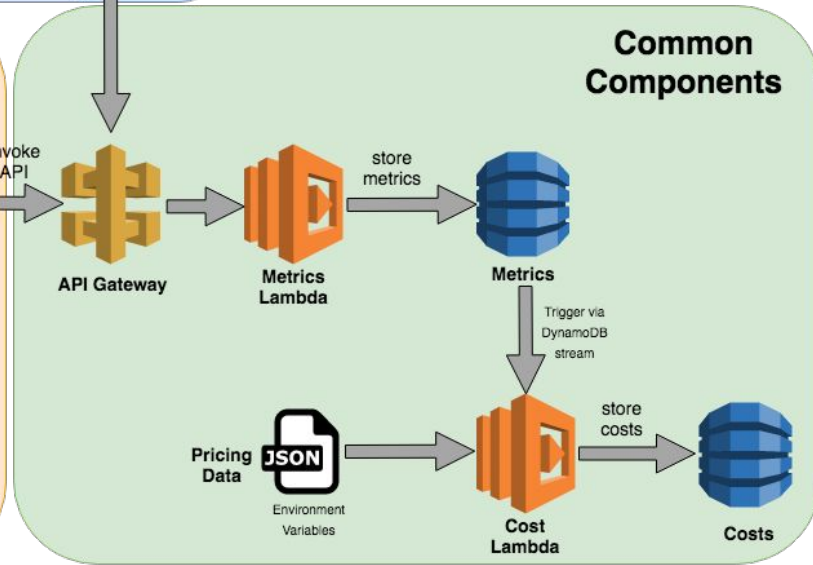 Common
Components
API
store
metrics
API Gateway
Metrics
Lambda
Metrics
Trigger via
DynamoDB
stream
Pricing
Data
JSON
Environment
Variables
store
costs
Cost
Lambda
Costs